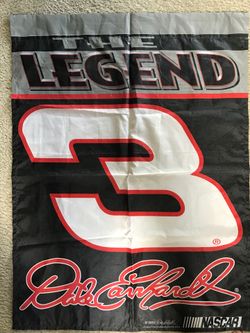 THE
LEGEND
3
®
Dale Earnhardt
NASCAR